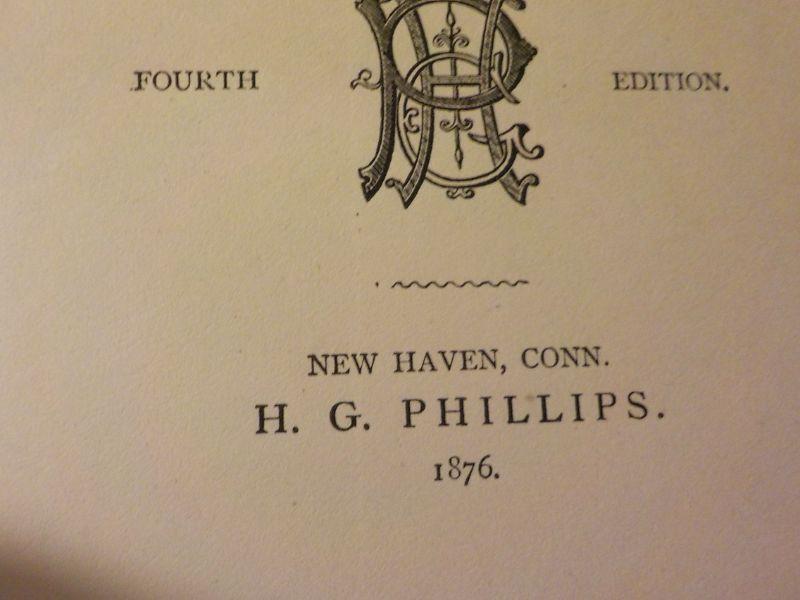 FOURTH EDITION.
NEW HAVEN, CONN.
H. G. PHILLIPS.
1876.